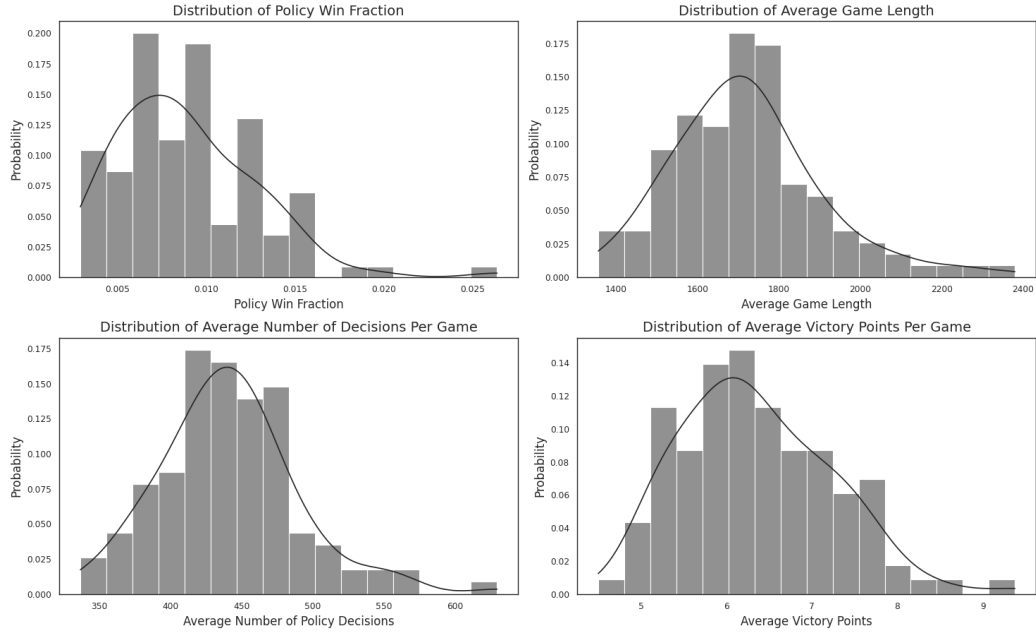 Distribution of Policy Win Fraction
0.200
0.175
0.150
0.125
0.100
0.075
0.050
0.025
0.000
Probability
0.005 0.010 0.015 0.020 0.025
Policy Win Fraction
Distribution of Average Game Length
0.175
0.150
0.125
0.100
0.075
0.050
0.025
0.000
Probability
1400 1600 1800 2000 2200 2400
Average Game Length
Distribution of Average Number of Decisions Per Game
0.175
0.150
0.125
0.100
0.075
0.050
0.025
0.000
Probability
350 400 450 500 550 600
Average Number of Policy Decisions
Distribution of Average Victory Points Per Game
0.14
0.12
0.10
0.08
0.06
0.04
0.02
0.00
Probability
5 6 7 8 9
Average Victory Points